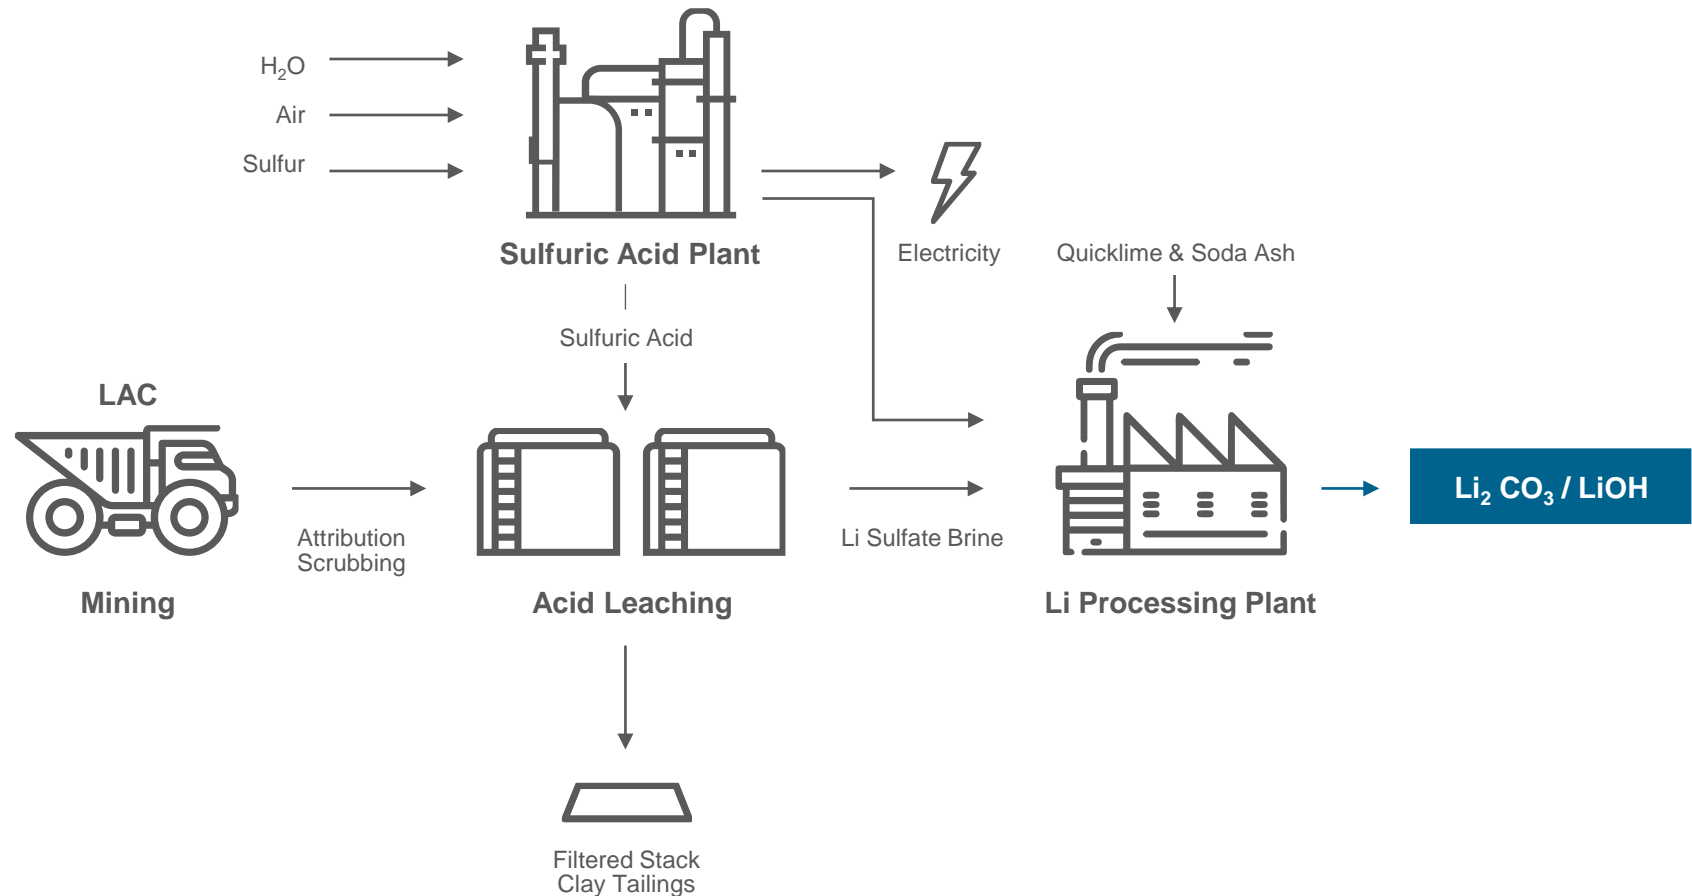 H₂O
Air
Sulfur
Sulfuric Acid Plant
Electricity
Quicklime & Soda Ash
Sulfuric Acid
LAC
Mining
Attribution
Scrubbing
Acid Leaching
Li Sulfate Brine
Li Processing Plant
Li₂ CO₃ / LiOH
Filtered Stack
Clay Tailings